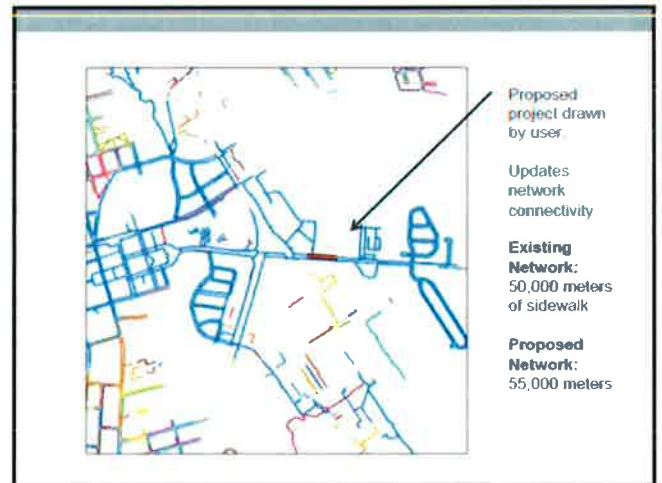 Proposed
project drawn
by user.
Updates
network
connectivity
Existing
Network:
50,000 meters
of sidewalk
Proposed
Network:
55,000 meters